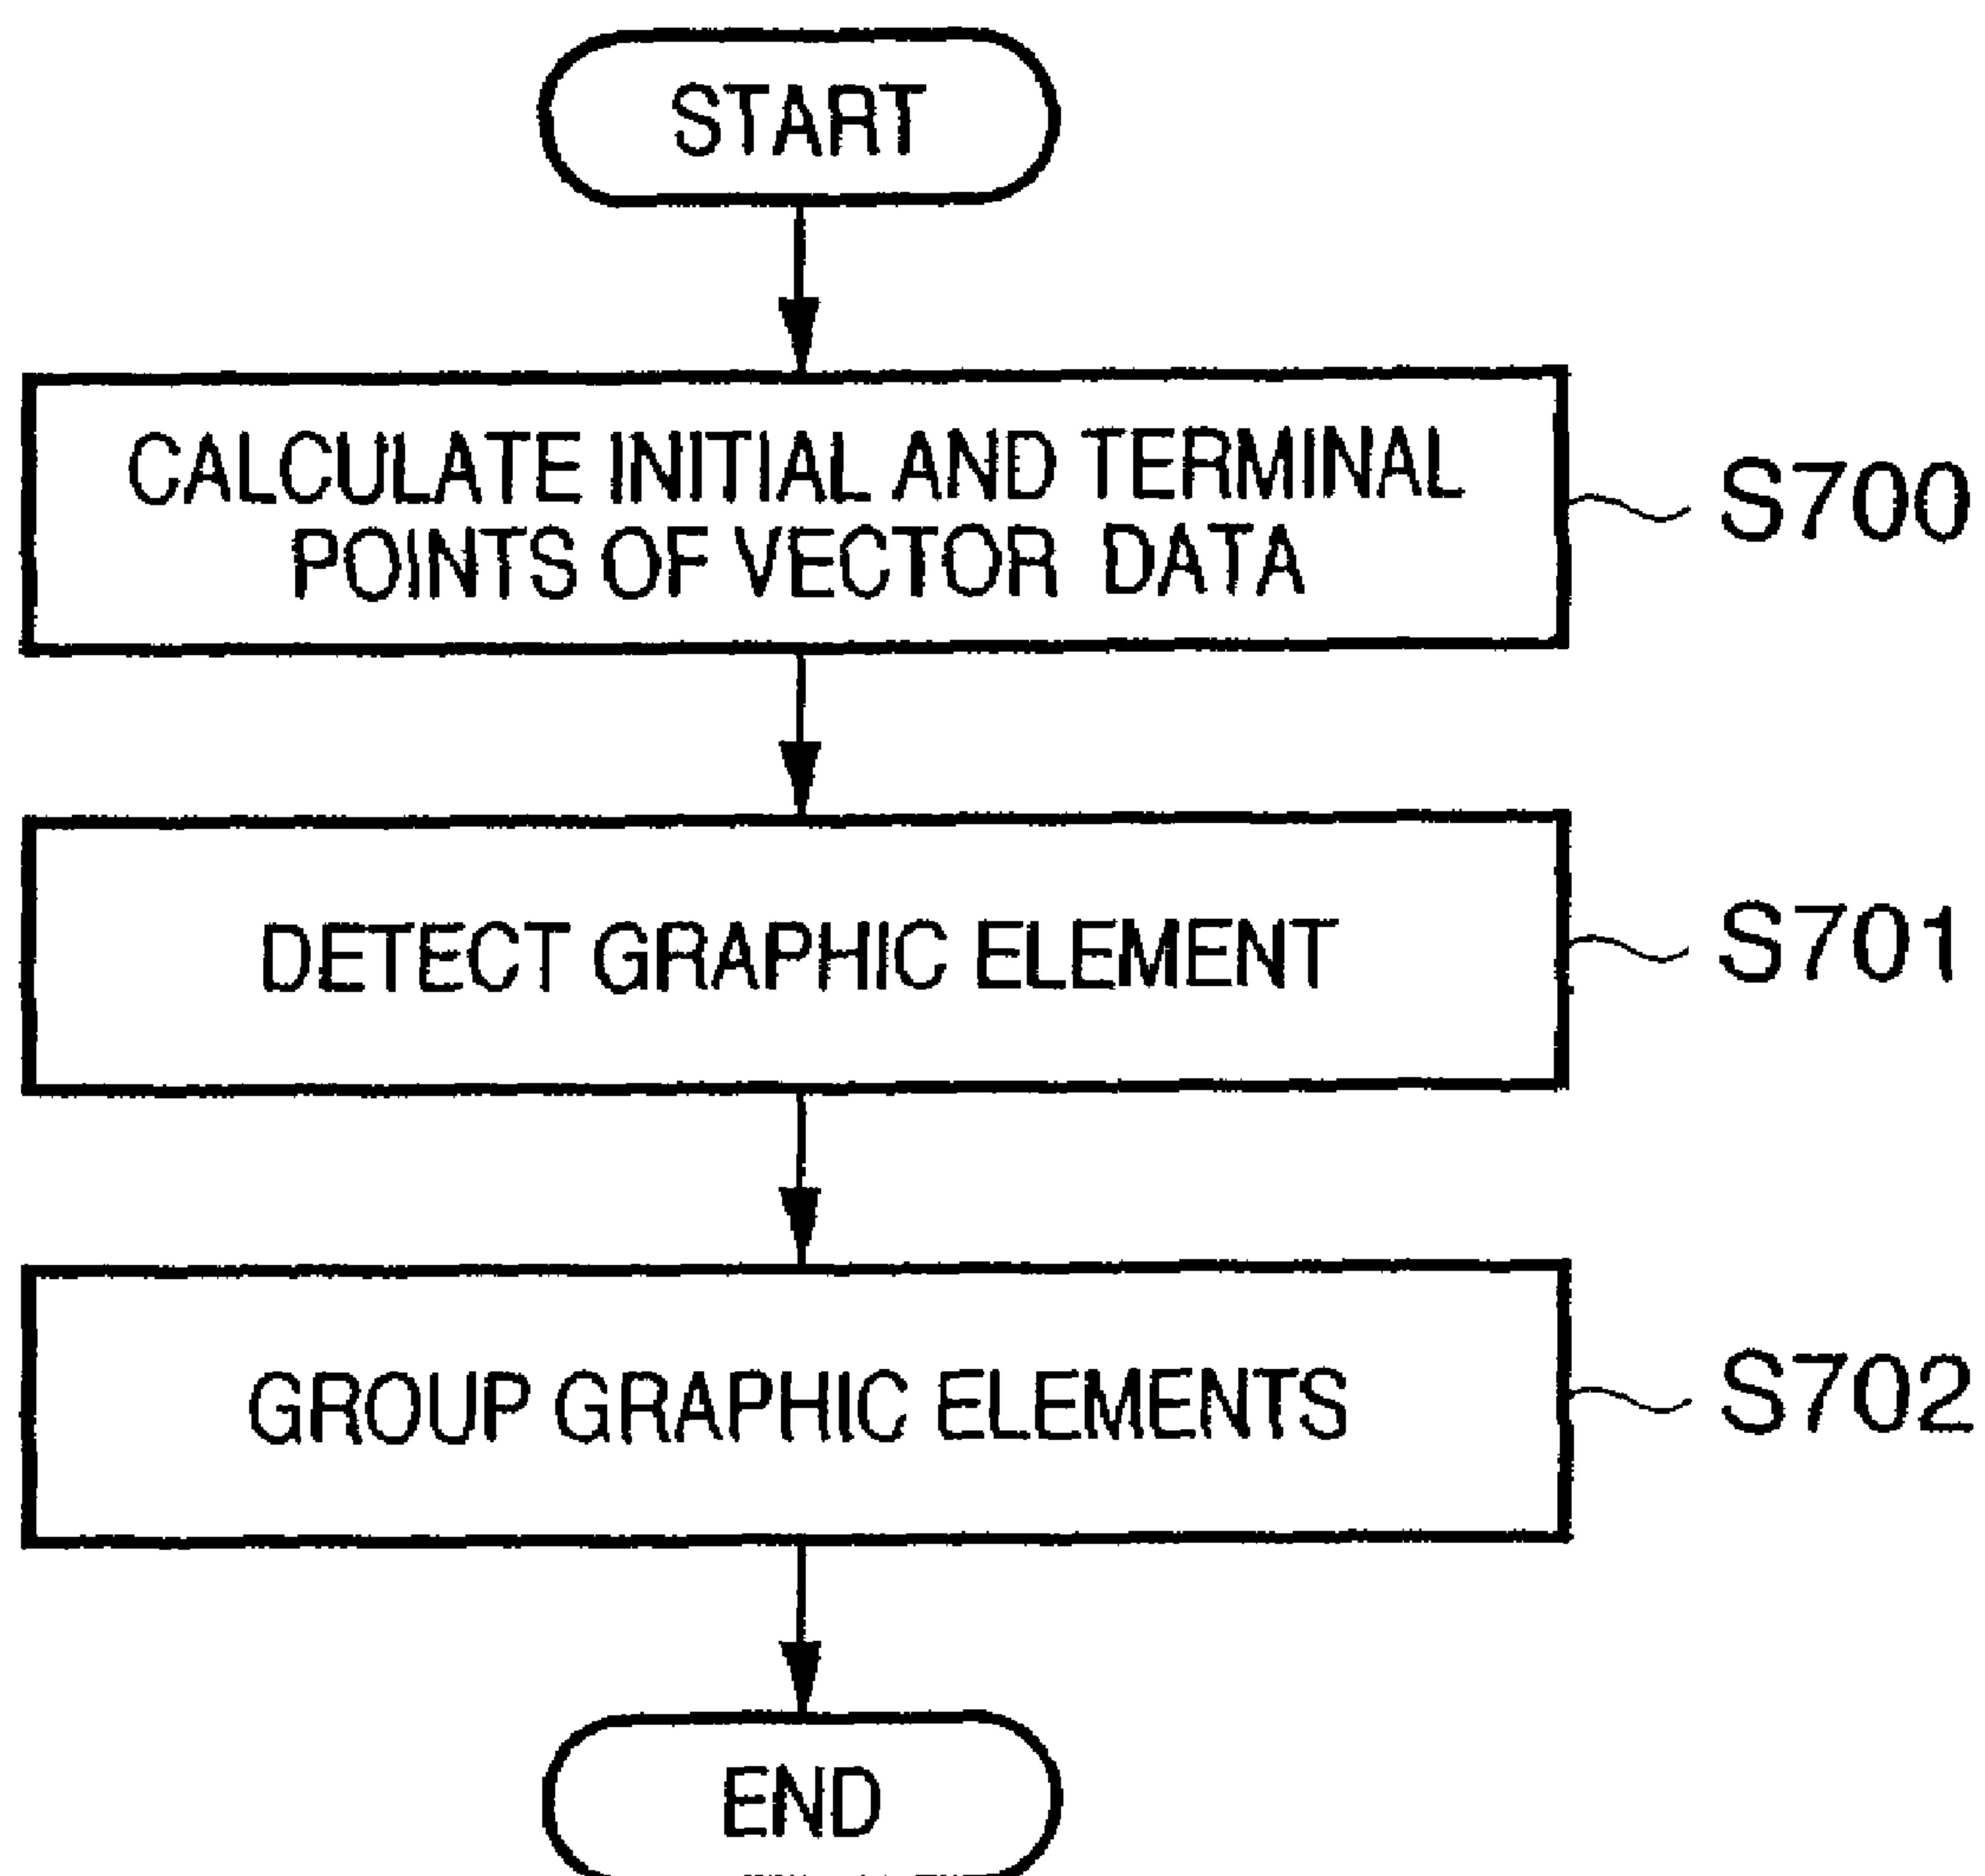 START
CALCULATE INITIAL AND TERMINAL
POINTS OF VECTOR DATA
S700
DETECT GRAPHIC ELEMENT
S701
GROUP GRAPHIC ELEMENTS
S702
END